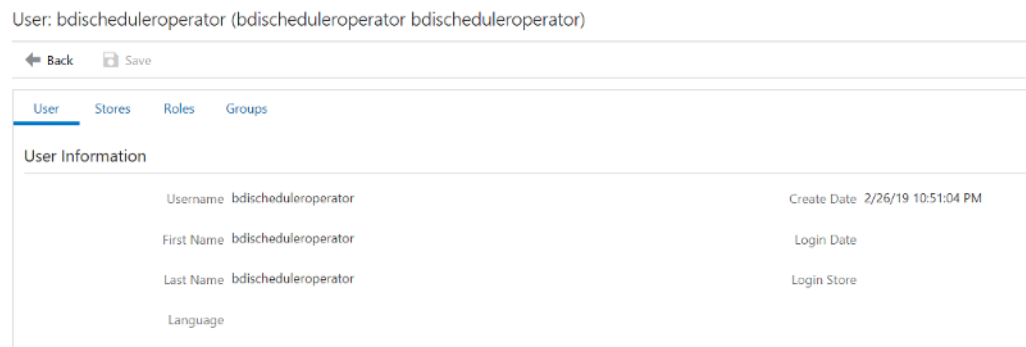 User: bdischeduleroperator (bdischeduleroperator bdischeduleroperator)
Back Save
User Stores Roles Groups
User Information
Username bdischeduleroperator Create Date 2/26/19 10:51:04 PM
First Name bdischeduleroperator Login Date
Last Name bdischeduleroperator Login Store
Language